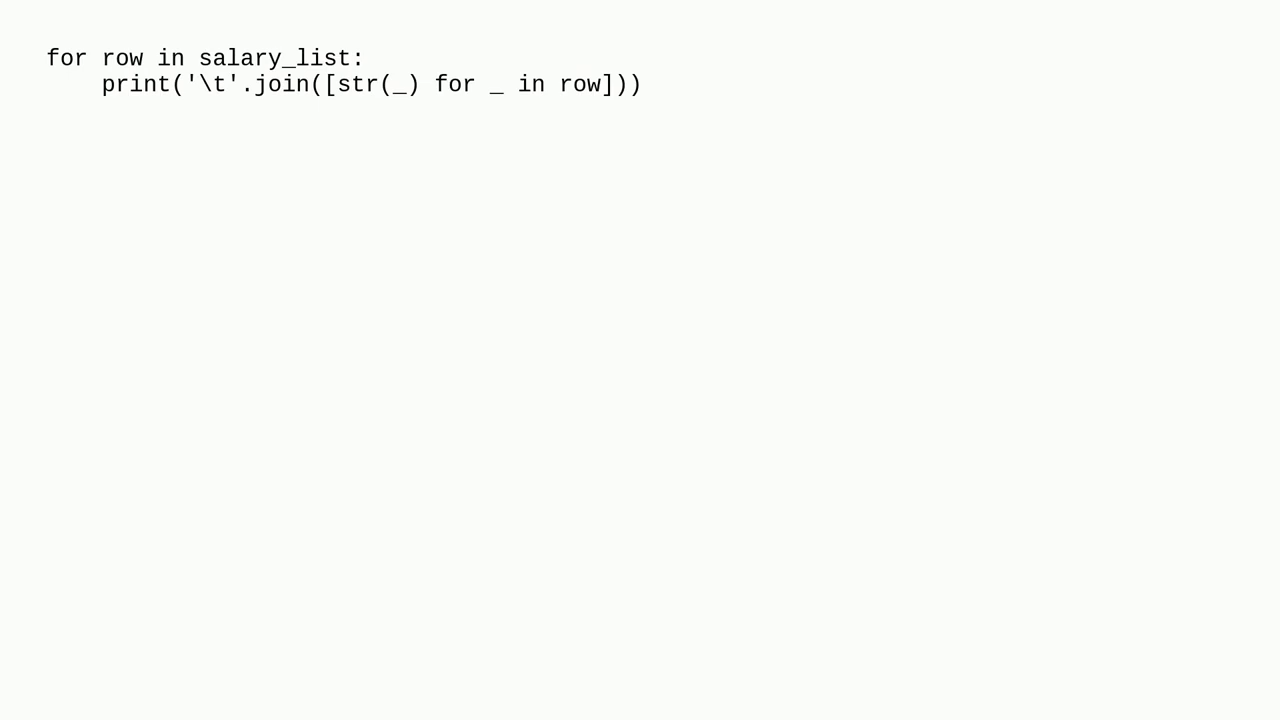 for row in salary_list:
    print('\t'.join([str(_) for _ in row]))